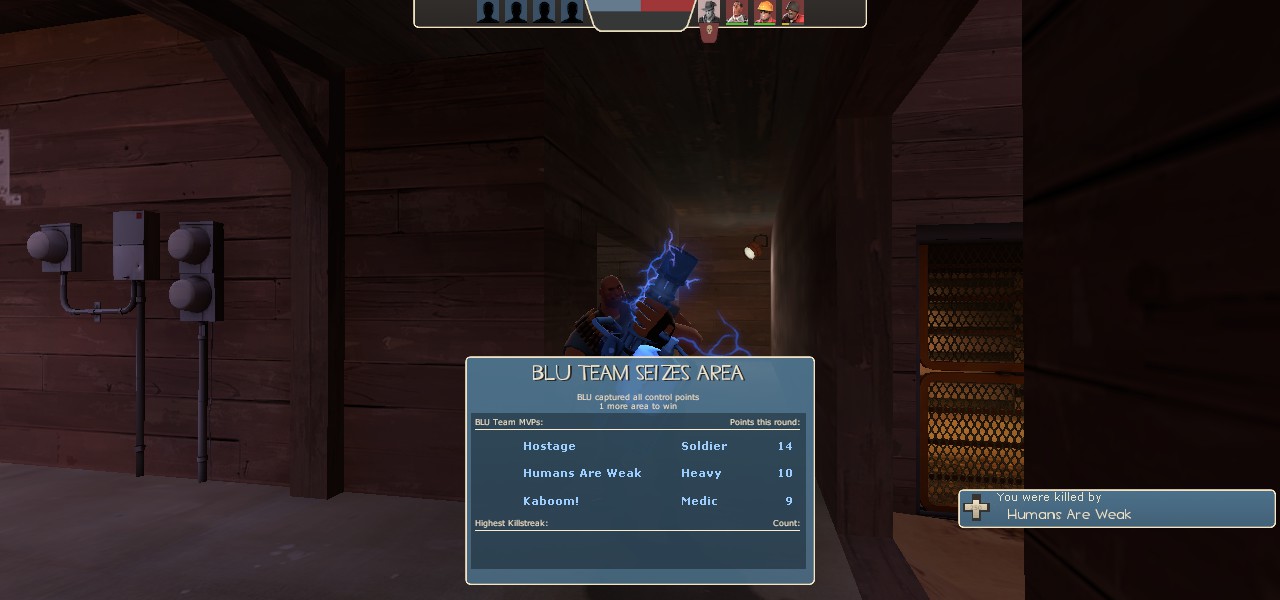 BLU TEAM SEIZES AREA
BLU captured all control points
1 more area to win
BLU Team MVPs: Points this round:
Hostage Soldier 14
Humans Are Weak Heavy 10
Kaboom! Medic 9
Highest Killstreak: Count:
You were killed by
Humans Are Weak